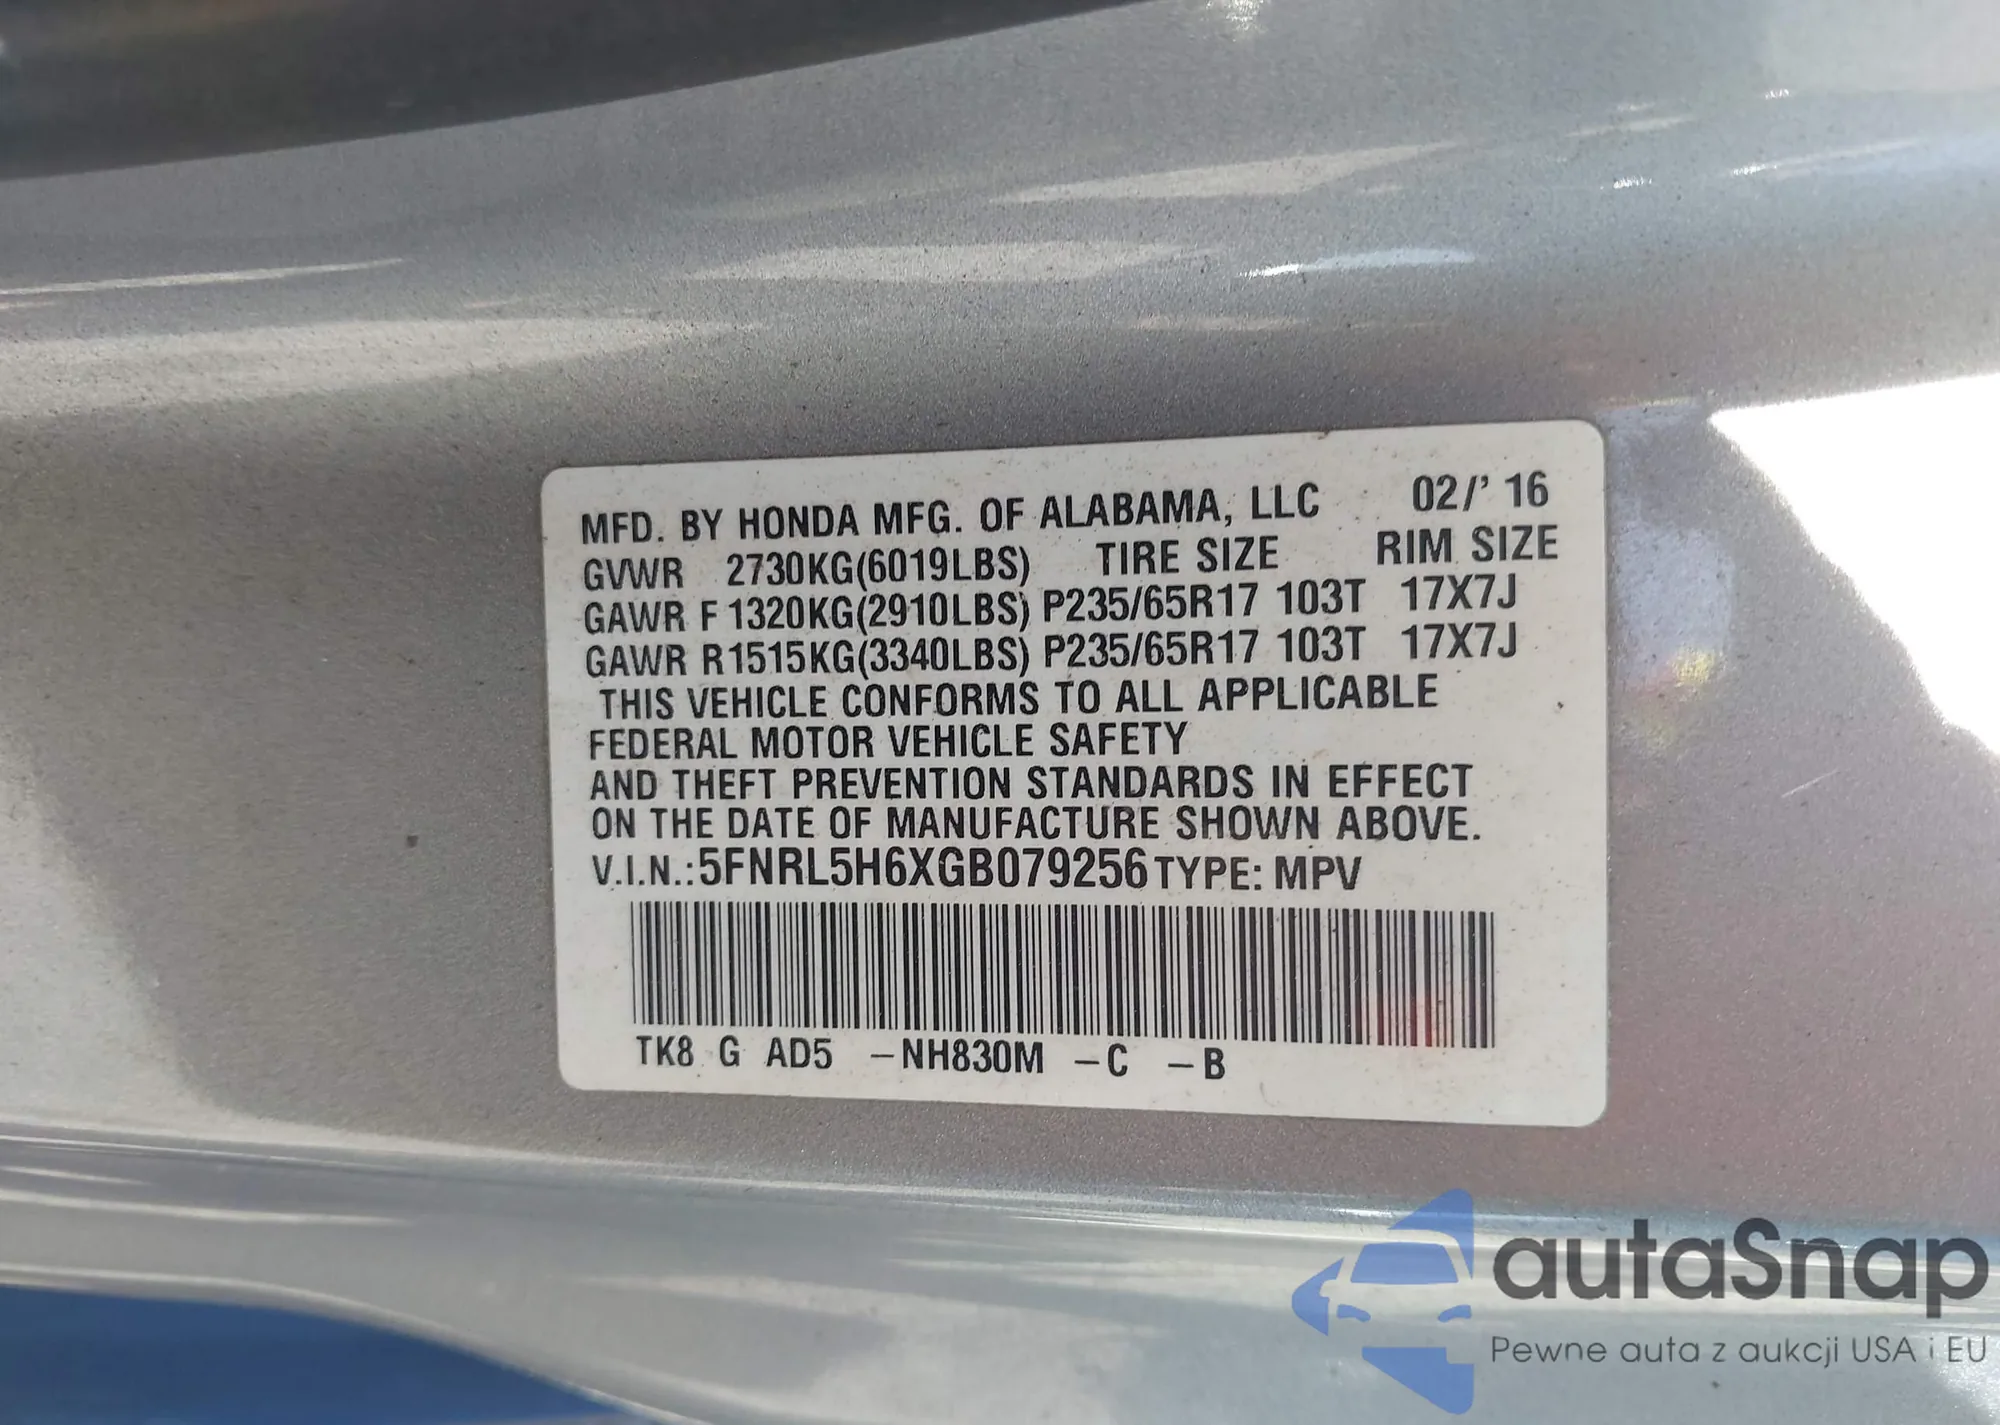 MFD. BY HONDA MFG. OF ALABAMA, LLC 02/' 16
GVWR 2730KG(6019LBS) TIRE SIZE RIM SIZE
GAWR F 1320KG(2910LBS) P235/65R17 103T 17X7J
GAWR R1515KG(3340LBS) P235/65R17 103T 17X7J
THIS VEHICLE CONFORMS TO ALL APPLICABLE
FEDERAL MOTOR VEHICLE SAFETY
AND THEFT PREVENTION STANDARDS IN EFFECT
ON THE DATE OF MANUFACTURE SHOWN ABOVE.
V.I.N.:5FNRL5H6XGB079256 TYPE: MPV
TK8 G AD5 -NH830M -C -B
autaSnap
Pewne auta z aukcji USA i EU